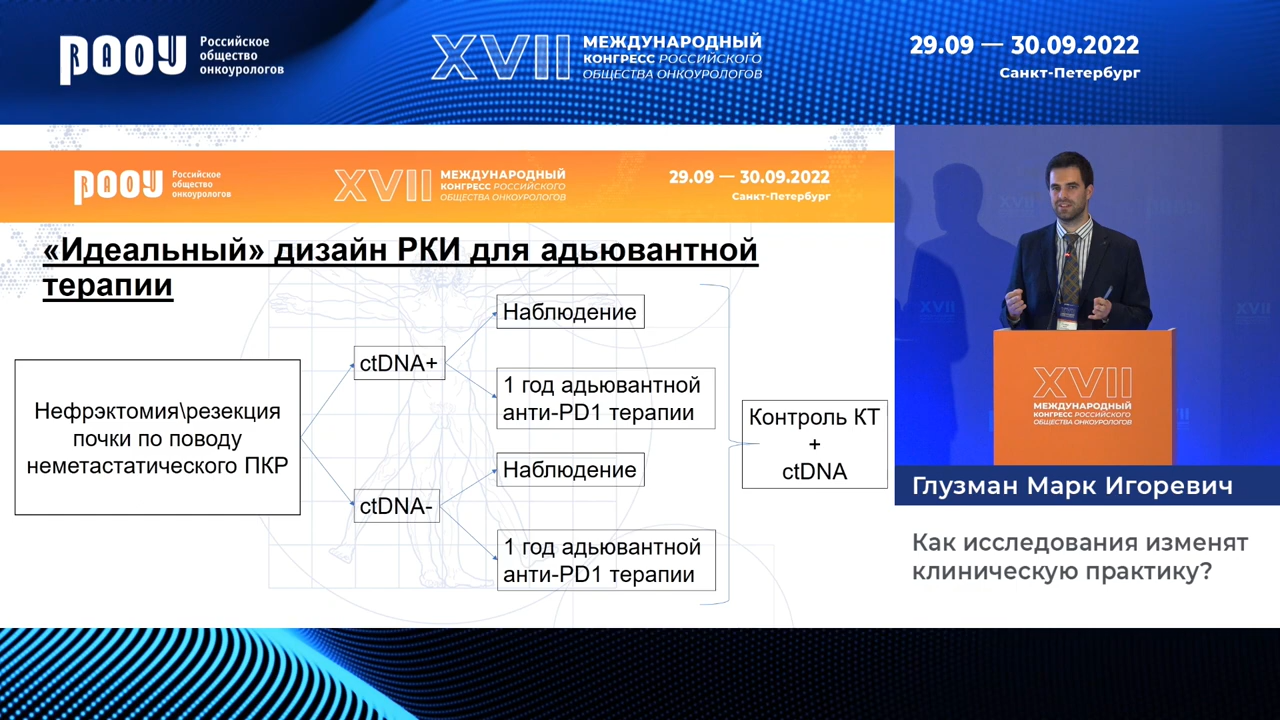 РАОУ
Российское
общество
онкоурологов
XVII
МЕЖДУНАРОДНЫЙ
КОНГРЕСС РОССИЙСКОГО
ОБЩЕСТВА ОНКОУРОЛОГОВ
29.09 — 30.09.2022
Санкт-Петербург
РАОУ
Российское
общество
онкоурологов
XVII
МЕЖДУНАРОДНЫЙ
КОНГРЕСС РОССИЙСКОГО
ОБЩЕСТВА ОНКОУРОЛОГОВ
29.09 — 30.09.2022
Санкт-Петербург
«Идеальный» дизайн РКИ для адьювантной
терапии
Нефрэктомия\резекция
почки по поводу
неметастатического ПКР
ctDNA+
ctDNA-
Наблюдение
1 год адьювантной
анти-PD1 терапии
Наблюдение
1 год адьювантной
анти-PD1 терапии
Контроль КТ
+
ctDNA
XVII
XVII
МЕЖДУНАРОДНЫЙ
КОНГРЕСС РОССИЙСКОГО
ОБЩЕСТВА ОНКОУРОЛОГОВ
Глузман Марк Игоревич
Как исследования изменят
клиническую практику?